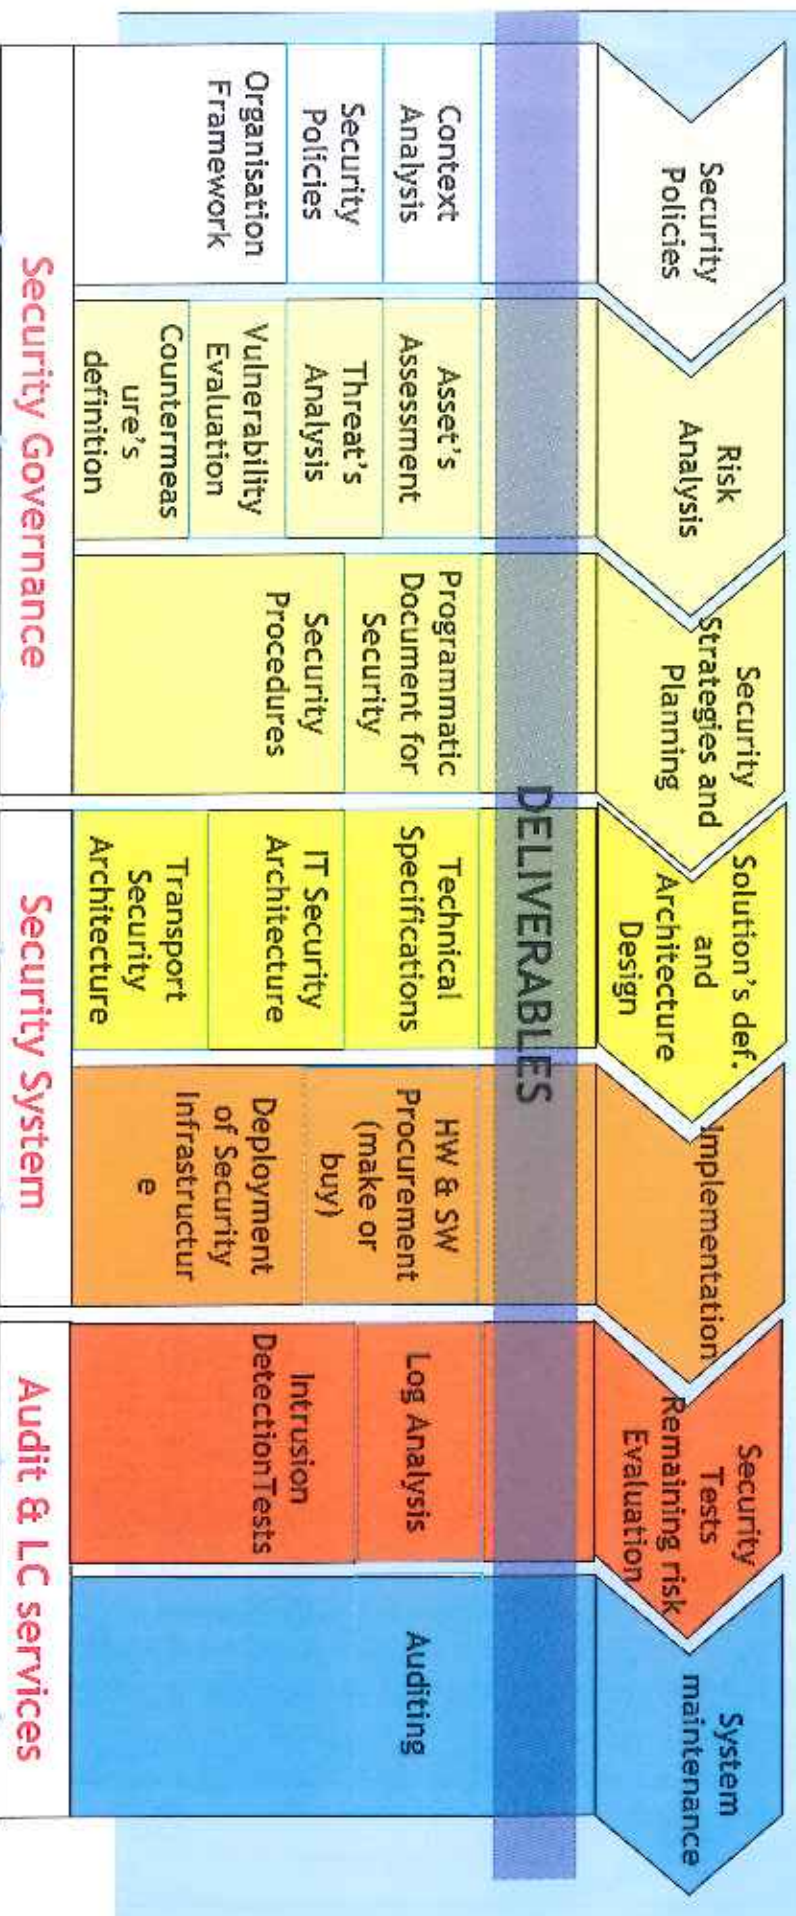 Security
Policies
Risk
Analysis
Security
Strategies and
Planning
Solution's def.
and
Architecture
Design
Implementation
Security
Tests
Remaining risk
Evaluation
System
maintenance
DELIVERABLES
Context
Analysis
Security
Policies
Organisation
Framework
Asset's
Assessment
Threat's
Analysis
Vulnerability
Evaluation
Countermeas
ure's
definition
Programmatic
Document for
Security
Security
Procedures
Technical
Specifications
IT Security
Architecture
Transport
Security
Architecture
HW & SW
Procurement
(make or
buy)
Deployment
of Security
Infrastructur
e
Log Analysis
Intrusion
DetectionTests
Auditing
Security Governance
Security System
Audit & LC services